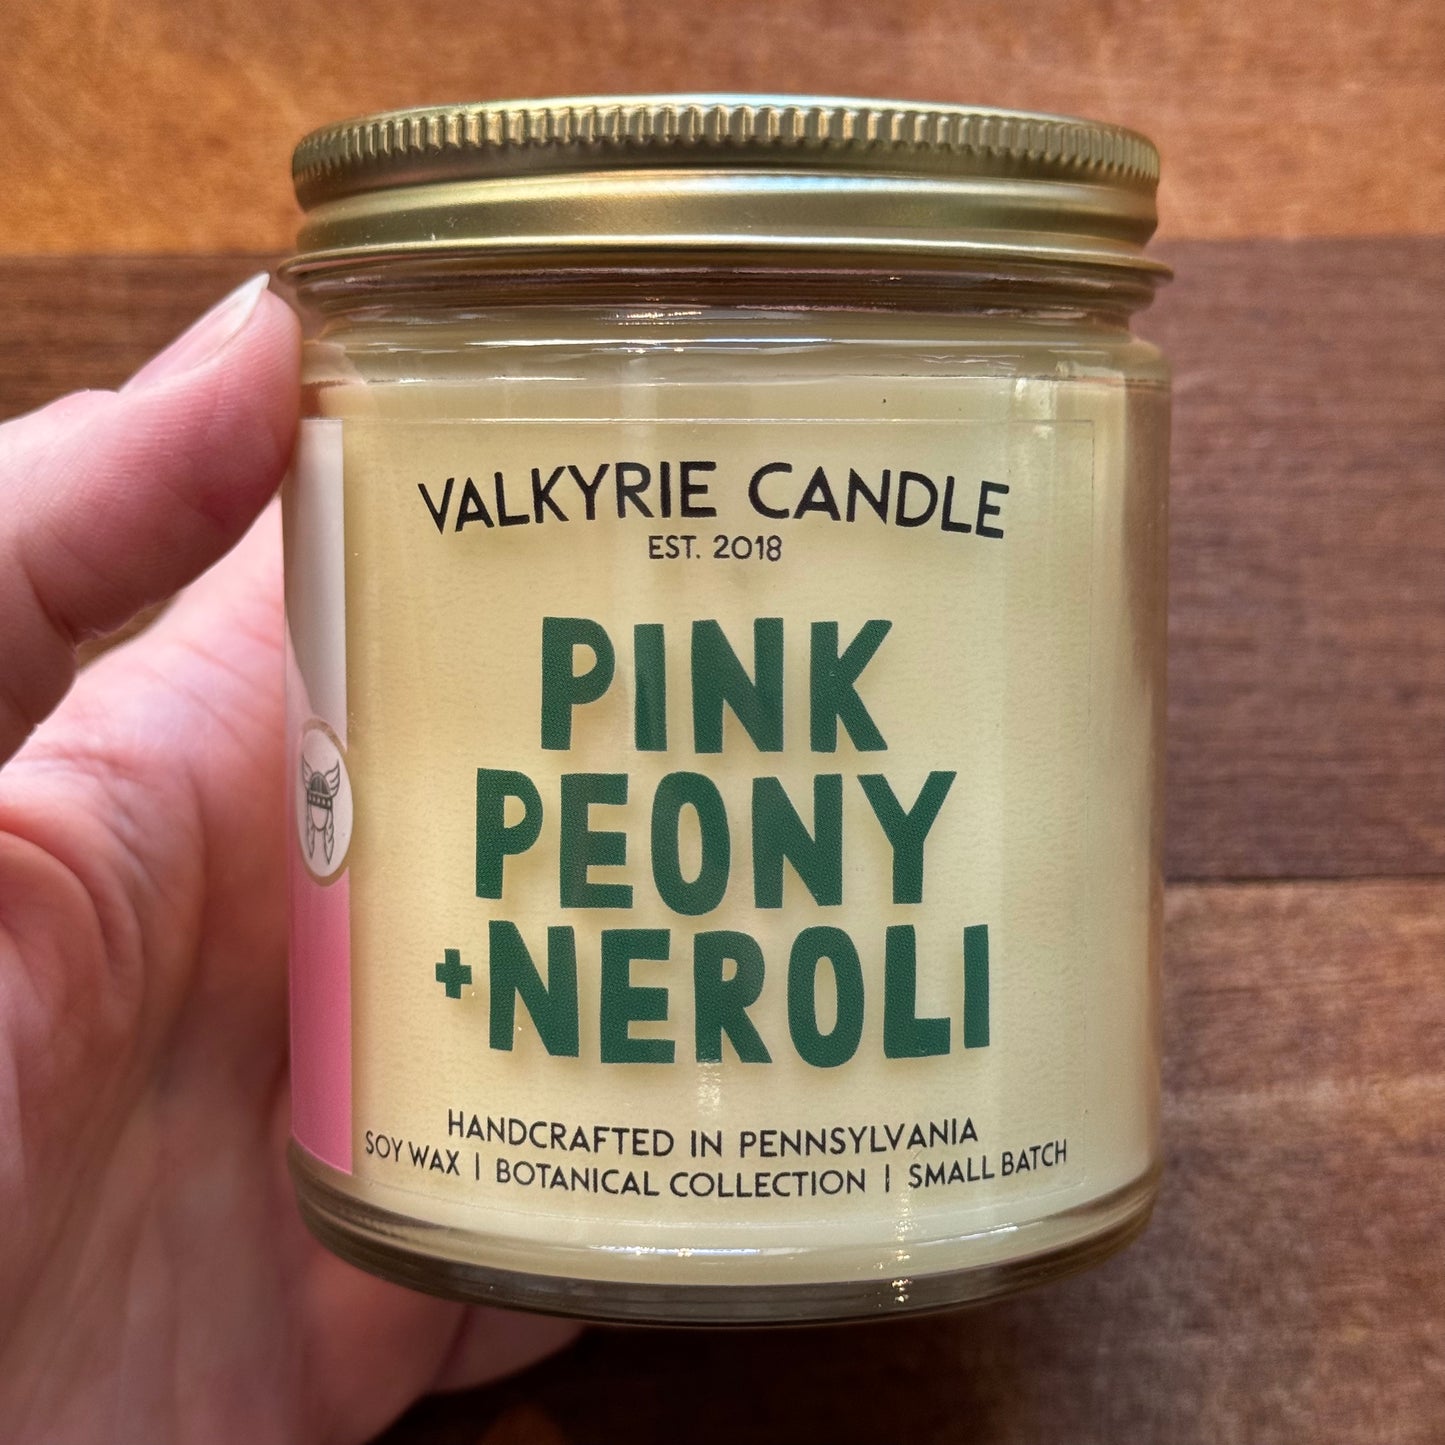 VALKYRIE CANDLE
EST. 2018
PINK
PEONY
+NEROLI
HANDCRAFTED IN PENNSYLVANIA
SOY WAX | BOTANICAL COLLECTION | SMALL BATCH